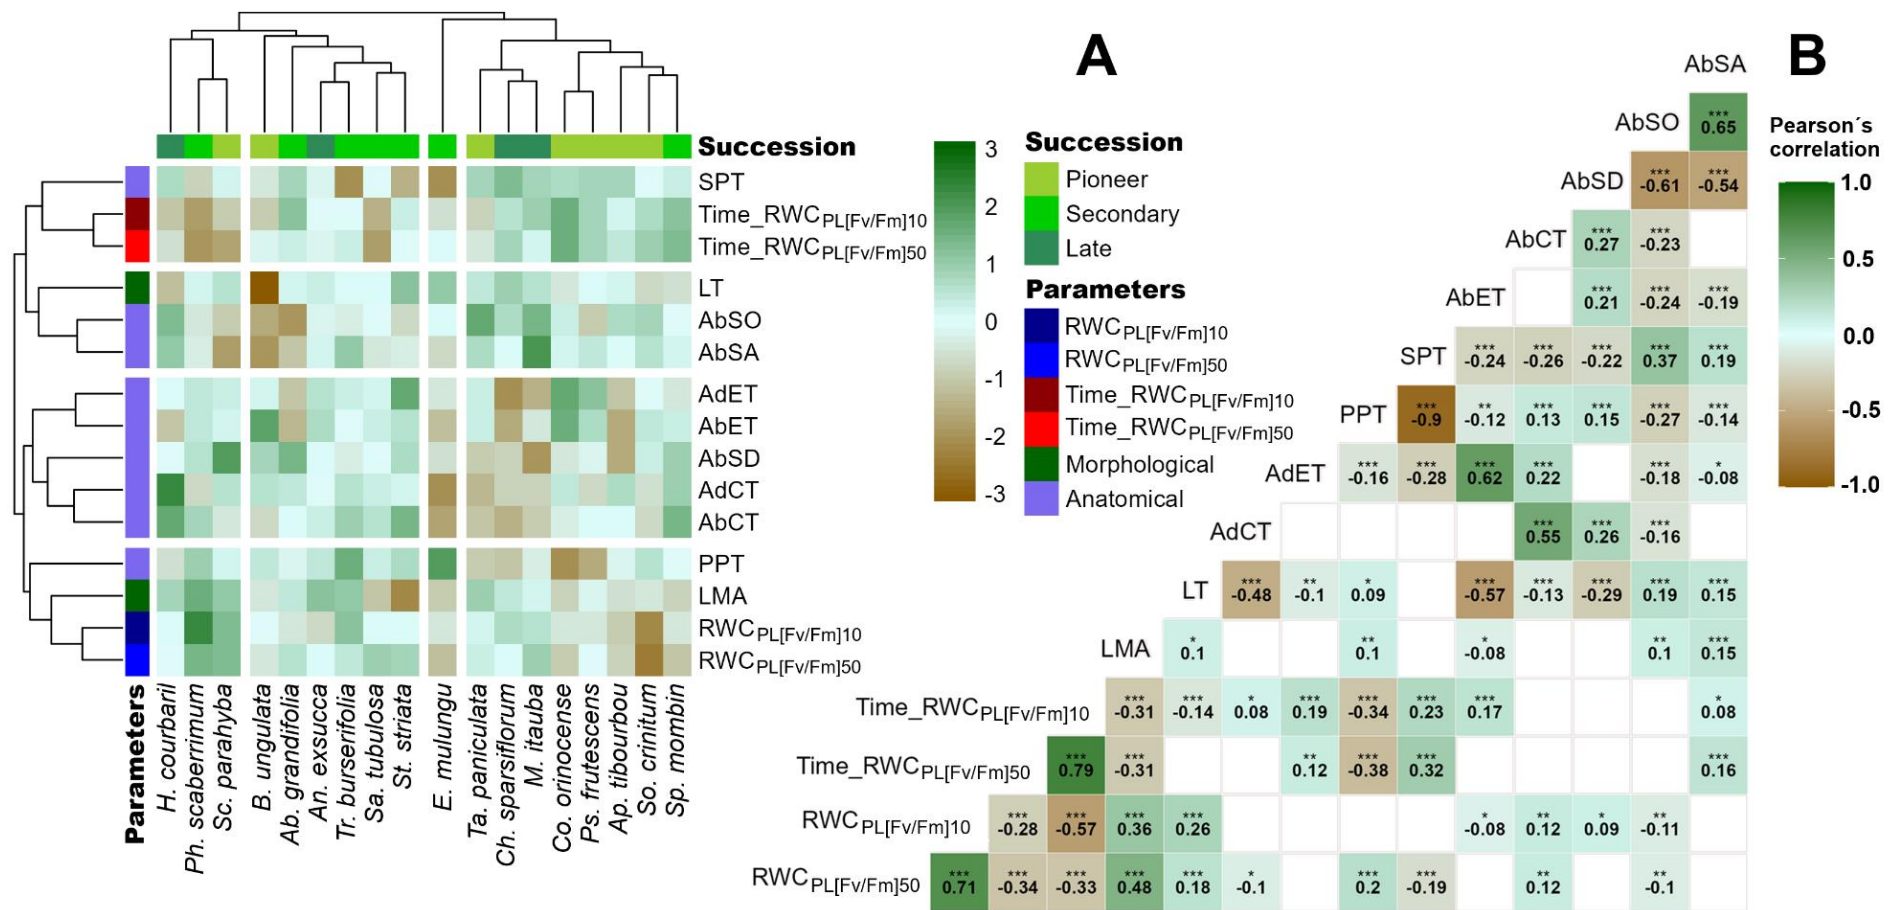 A
Succession
SPT
Time_RWCPL[Fv/Fm]10
Time_RWCPL[Fv/Fm]50
LT
AbSO
AbSA
AdET
AbET
AbSD
AdCT
AbCT
PPT
LMA
RWCPL[Fv/Fm]10
RWCPL[Fv/Fm]50
Parameters
H. courbaril
Ph. scaberrimum
Sc. parahyba
B. ungulata
Ab. grandifolia
An. exsucca
Tr. burserifolia
Sa. tubulosa
St. striata
E. mulungu
Ta. paniculata
Ch. sparsiflorum
M. itauba
Co. orinocense
Ps. frutescens
Ap. tibourbou
So. crinitum
Sp. mombin
3
2
1
0
-1
-2
-3
Succession
Pioneer
Secondary
Late
Parameters
RWCPL[Fv/Fm]10
RWCPL[Fv/Fm]50
Time_RWCPL[Fv/Fm]10
Time_RWCPL[Fv/Fm]50
Morphological
Anatomical
B
AbSA
AbSO *** 0.65
AbSD *** -0.61 *** -0.54
AbCT *** 0.27 *** -0.23
AbET *** 0.21 *** -0.24 *** -0.19
SPT *** -0.24 *** -0.26 *** -0.22 *** 0.37 *** 0.19
PPT *** -0.9 ** -0.12 *** 0.13 *** 0.15 *** -0.27 *** -0.14
AdET *** -0.16 *** -0.28 *** 0.62 *** 0.22 *** -0.18 * -0.08
AdCT *** 0.55 *** 0.26 *** -0.16
LT *** -0.48 ** -0.1 * 0.09 *** -0.57 *** -0.13 *** -0.29 *** 0.19 *** 0.15
LMA * 0.1 ** 0.1 * -0.08 ** 0.1 *** 0.15
Time_RWCPL[Fv/Fm]10 *** -0.31 *** -0.14 * 0.08 *** 0.19 *** -0.34 *** 0.23 *** 0.17 * 0.08
Time_RWCPL[Fv/Fm]50 *** 0.79 *** -0.31 ** 0.12 *** -0.38 *** 0.32 *** 0.16
RWCPL[Fv/Fm]10 *** -0.28 *** -0.57 *** 0.36 *** 0.26 * -0.08 ** 0.12 * 0.09 ** -0.11
RWCPL[Fv/Fm]50 *** 0.71 *** -0.34 *** -0.33 *** 0.48 *** 0.18 * -0.1 *** 0.2 *** -0.19 ** 0.12 ** -0.1
Pearson´s
correlation
1.0
0.5
0.0
-0.5
-1.0